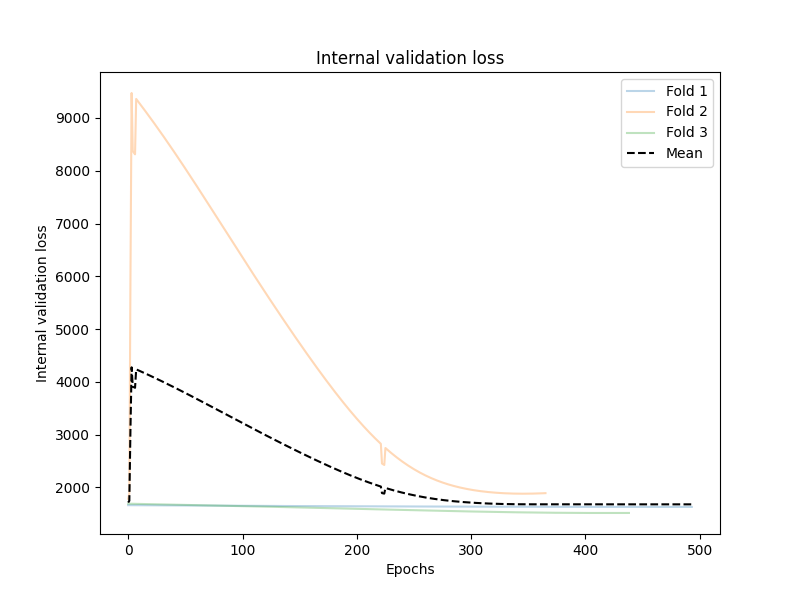 Internal validation loss
Fold 1
Fold 2
Fold 3
Mean
Internal validation loss
9000
8000
7000
6000
5000
4000
3000
2000
0
100
200
300
400
500
Epochs